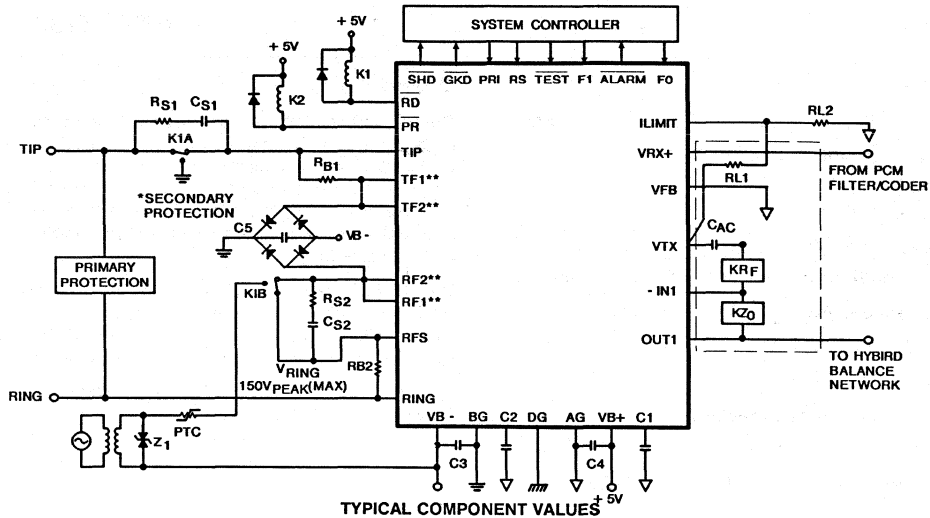 SYSTEM CONTROLLER
+ 5V
+ 5V
K1
K2
SHD GKD PRI RS TEST F1 ALARM F0
RD
PR
RS1 CS1
K1A
TIP
TIP
RB1
TF1**
*SECONDARY
PROTECTION
TF2**
C5
VB -
PRIMARY
PROTECTION
RF2**
KIB
RS2
RF1**
CS2
RFS
VRING
150VPEAK(MAX)
RB2
RING
RING
PTC
Z1
ILIMIT
RL2
VRX+
FROM PCM
FILTER/CODER
RL1
VFB
CAC
VTX
KRF
- IN1
KZO
OUT1
TO HYBIRD
BALANCE
NETWORK
VB - BG C2 DG AG VB+ C1
C3
C4
+ 5V
TYPICAL COMPONENT VALUES